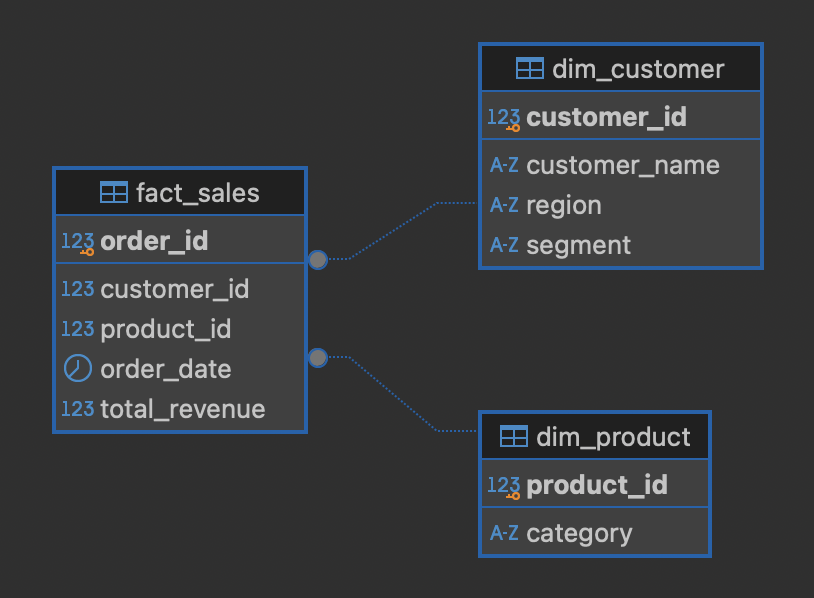 fact_sales
123 order_id
123 customer_id
123 product_id
order_date
123 total_revenue
dim_customer
123 customer_id
A-Z customer_name
A-Z region
A-Z segment
dim_product
123 product_id
A-Z category